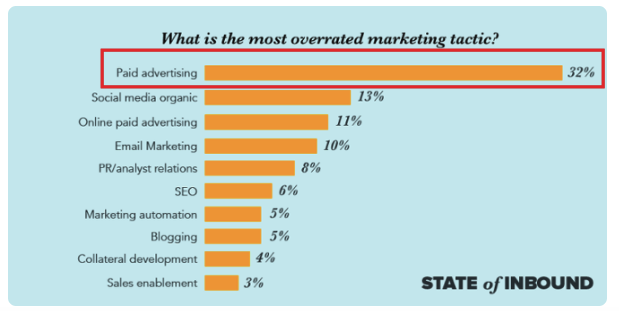 What is the most overrated marketing tactic?
Paid advertising 32%
Social media organic 13%
Online paid advertising 11%
Email Marketing 10%
PR/analyst relations 8%
SEO 6%
Marketing automation 5%
Blogging 5%
Collateral development 4%
Sales enablement 3%
STATE of INBOUND